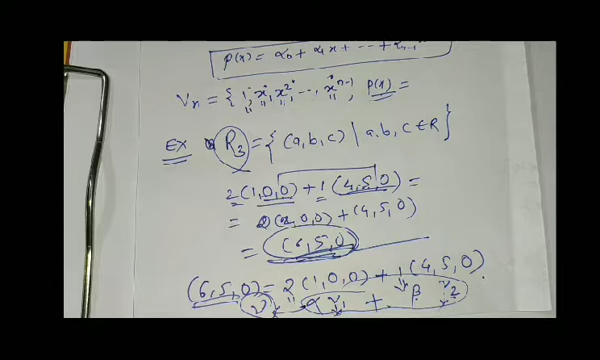 P(x) = α₀ + α₁x + ... + αₙ₋₁
Vₙ = { 1, x, x², ..., xⁿ⁻¹, P(x) =
EX R₃ = { (a, b, c) | a, b, c ∈ R }
2(1,0,0) + 1(4,5,0) =
= (2,0,0) + (4,5,0)
= (6,5,0)
(6,5,0) = 2(1,0,0) + 1(4,5,0).
V α V₁ + β V₂